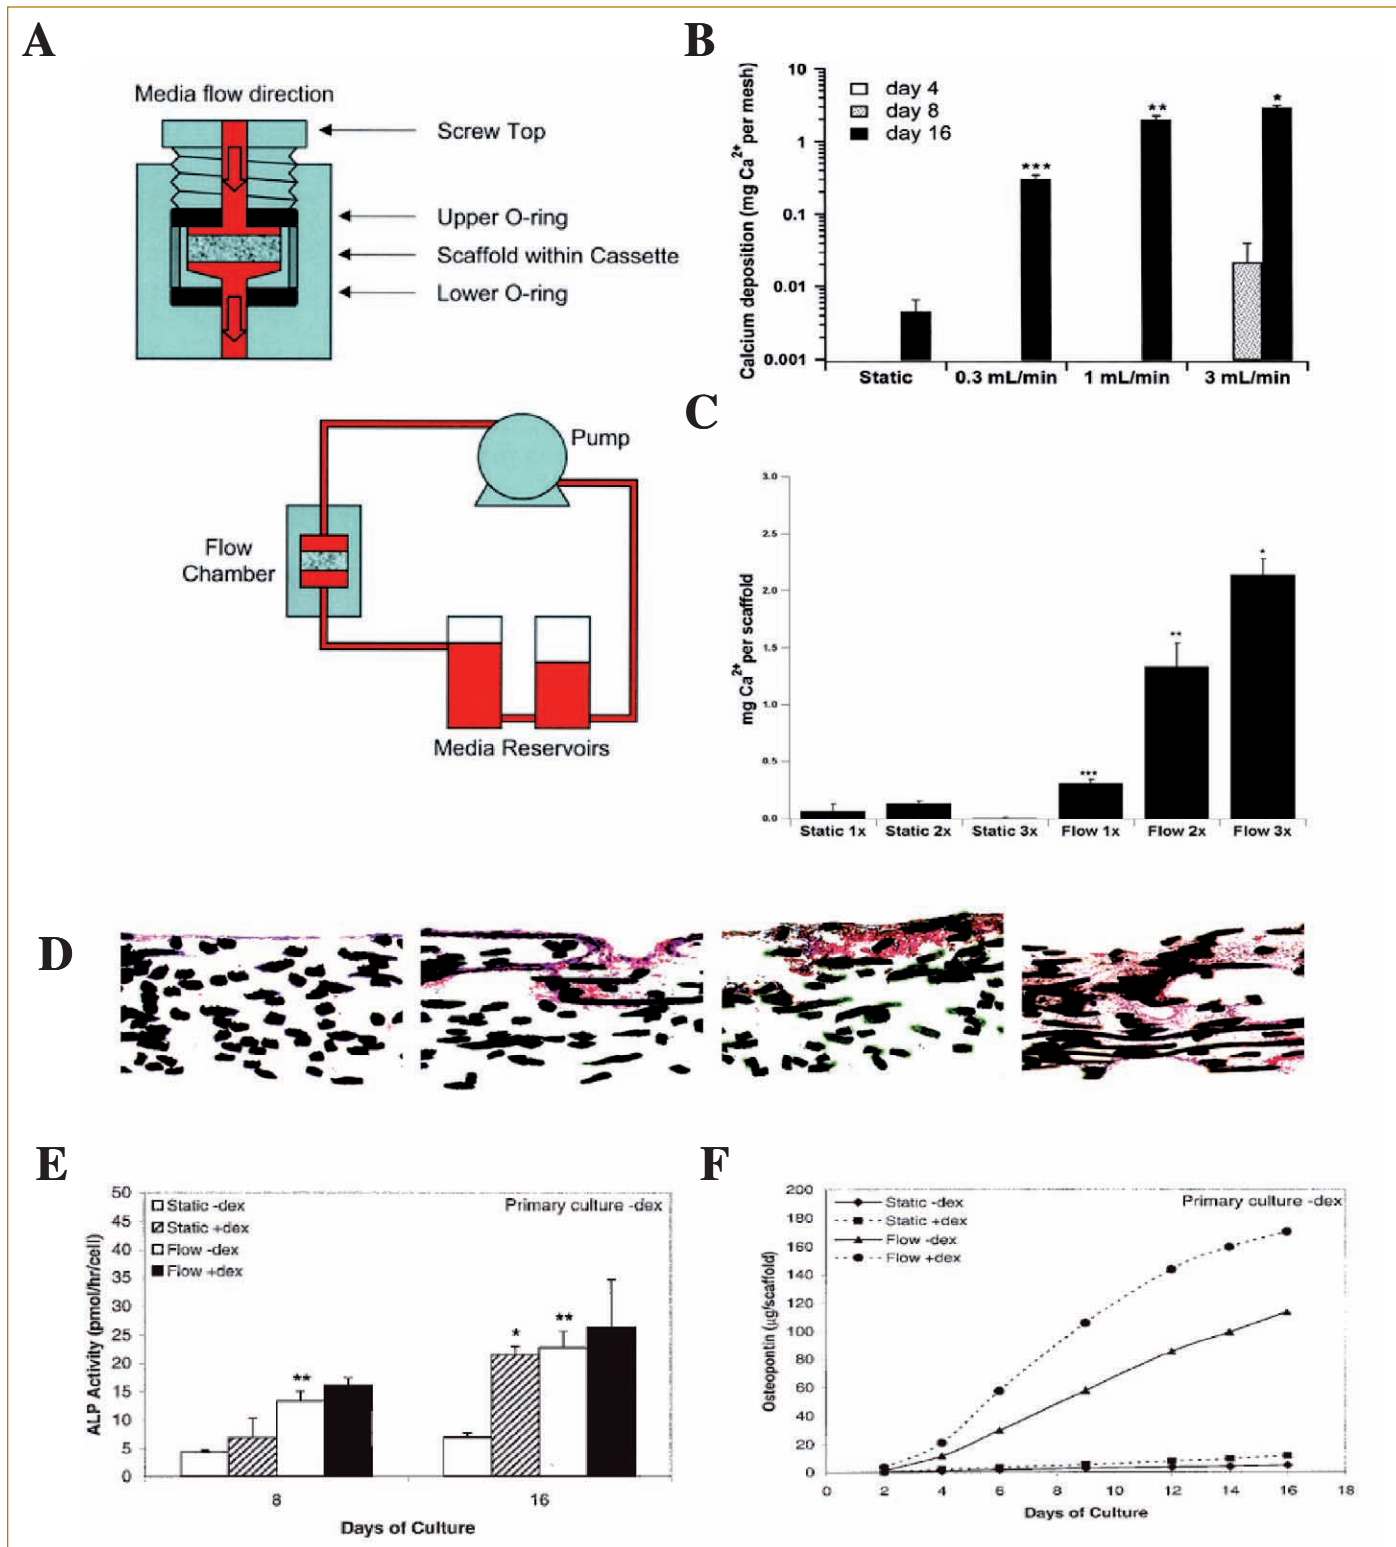 A
Media flow direction
Screw Top
Upper O-ring
Scaffold within Cassette
Lower O-ring
Pump
Flow
Chamber
Media Reservoirs
B
Calcium deposition (mg Ca2+ per mesh)
10
1
0.1
0.01
0.001
day 4
day 8
day 16
***
**
*
Static
0.3 mL/min
1 mL/min
3 mL/min
C
mg Ca2+ per scaffold
3.0
2.5
2.0
1.5
1.0
0.5
0.0
***
**
*
Static 1x
Static 2x
Static 3x
Flow 1x
Flow 2x
Flow 3x
D
E
ALP Activity (pmol/hr/cell)
50
45
40
35
30
25
20
15
10
5
0
Static -dex
Static +dex
Flow -dex
Flow +dex
Primary culture -dex
**
*
**
8
16
Days of Culture
F
Osteopontin (µg/scaffold)
200
180
160
140
120
100
80
60
40
20
0
Static -dex
Static +dex
Flow -dex
Flow +dex
Primary culture -dex
0
2
4
6
8
10
12
14
16
18
Days of Culture